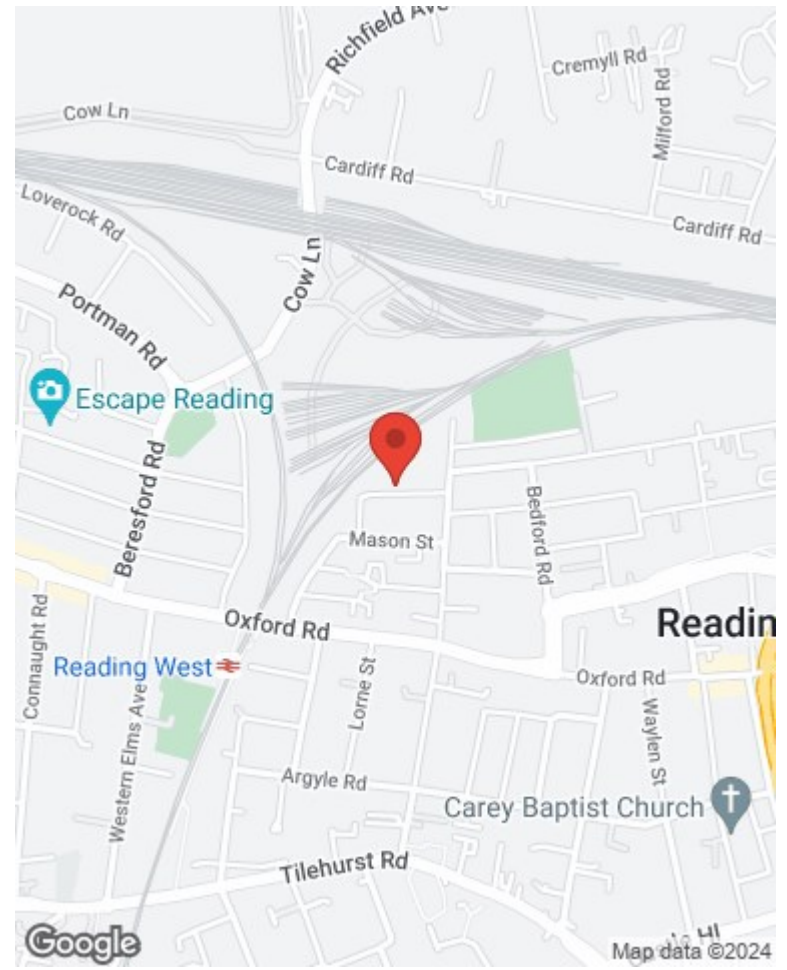 Richfield Ave
Cremyll Rd
Milford Rd
Cow Ln
Cardiff Rd
Loverock Rd
Cardiff Rd
Cow Ln
Portman Rd
Escape Reading
Beresford Rd
Bedford Rd
Mason St
Oxford Rd
Readin
Connaught Rd
Reading West
Oxford Rd
Lorne St
Western Elms Ave
Waylen St
Argyle Rd
Carey Baptist Church
Tilehurst Rd
Google
Map data ©2024